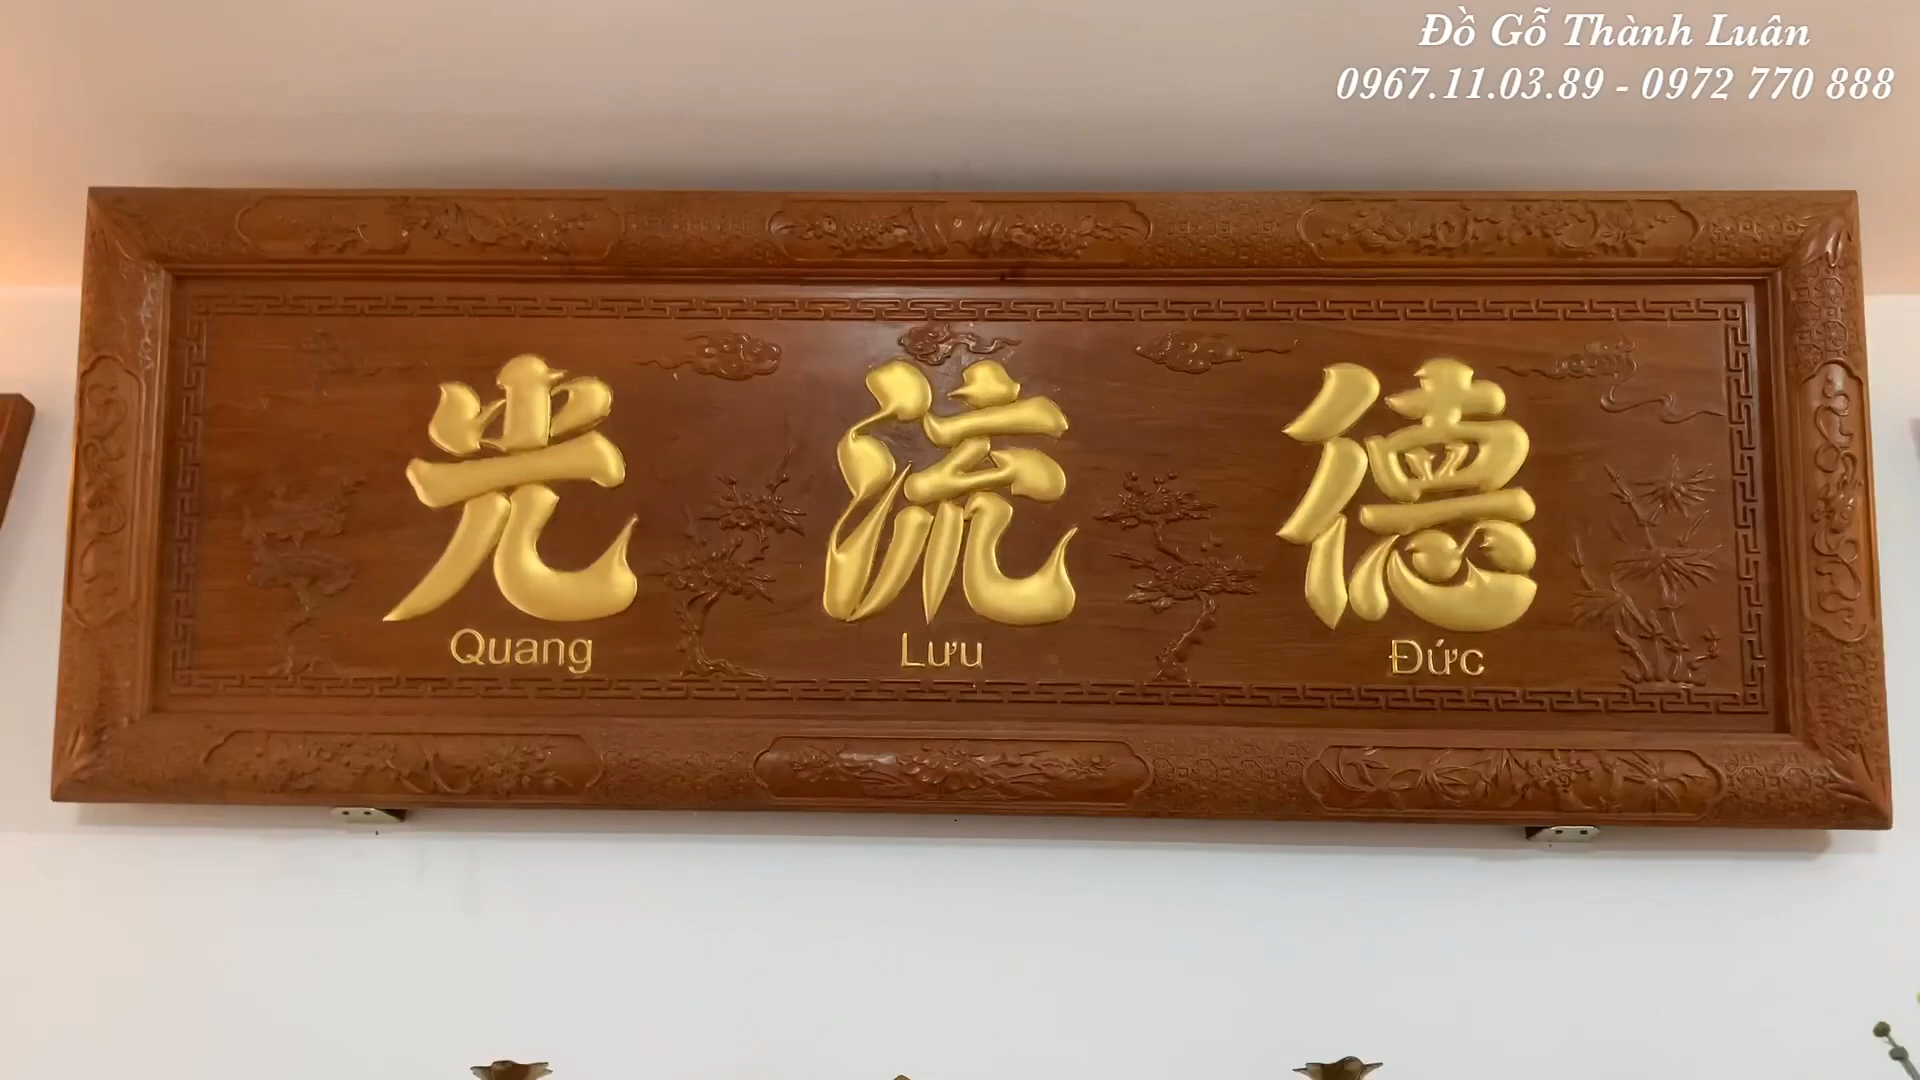 Đồ Gỗ Thành Luân
0967.11.03.89 - 0972 770 888
光 流 德
Quang Lưu Đức